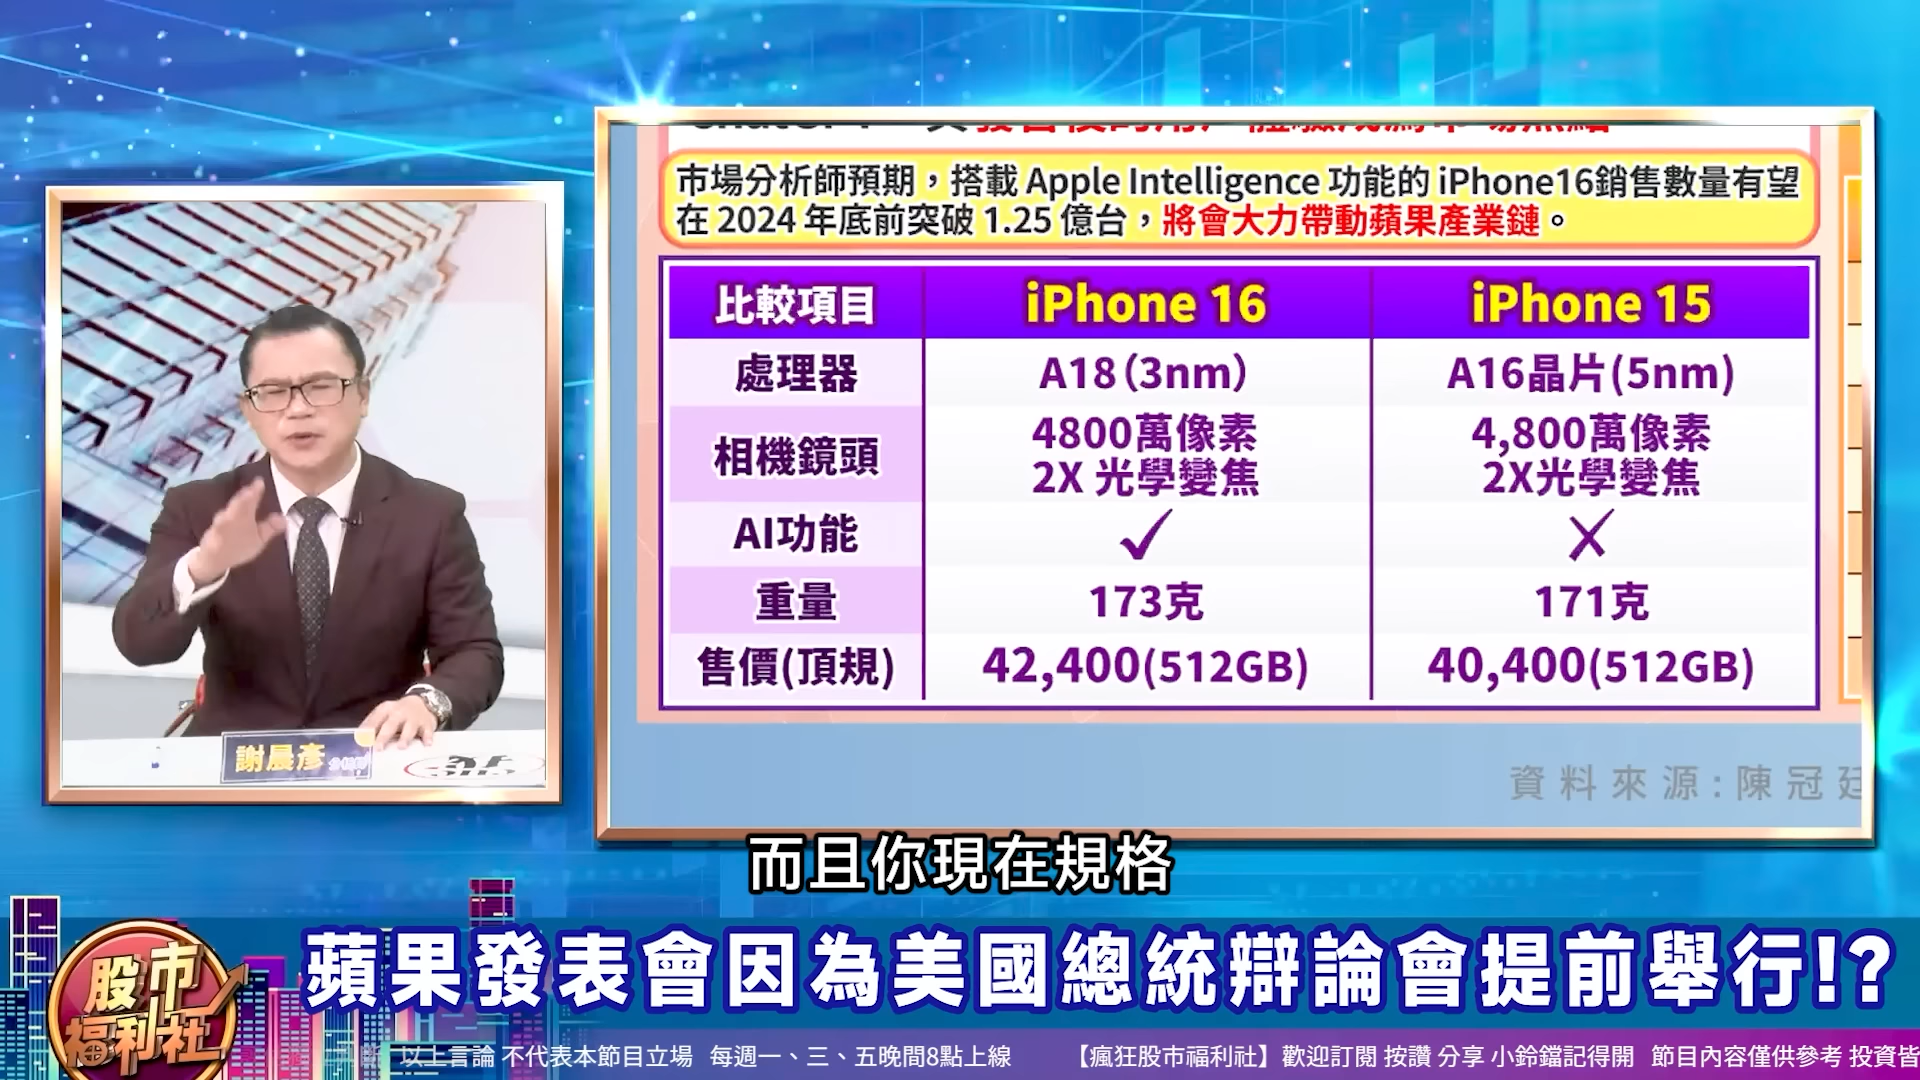 市場分析師預期，搭載 Apple Intelligence 功能的 iPhone16銷售數量有望
在 2024 年底前突破 1.25 億台，將會大力帶動蘋果產業鏈。
比較項目 iPhone 16 iPhone 15
處理器 A18(3nm) A16晶片(5nm)
相機鏡頭 4800萬像素 4,800萬像素
2X 光學變焦 2X光學變焦
AI功能 ✓ ✗
重量 173克 171克
售價(頂規) 42,400(512GB) 40,400(512GB)
資料來源:陳冠廷
謝晨彥
而且你現在規格
蘋果發表會因為美國總統辯論會提前舉行!?
股市
福利社
以上言論 不代表本節目立場 每週一、三、五晚間8點上線 【瘋狂股市福利社】歡迎訂閱 按讚 分享 小鈴鐺記得開 節目內容僅供參考 投資皆